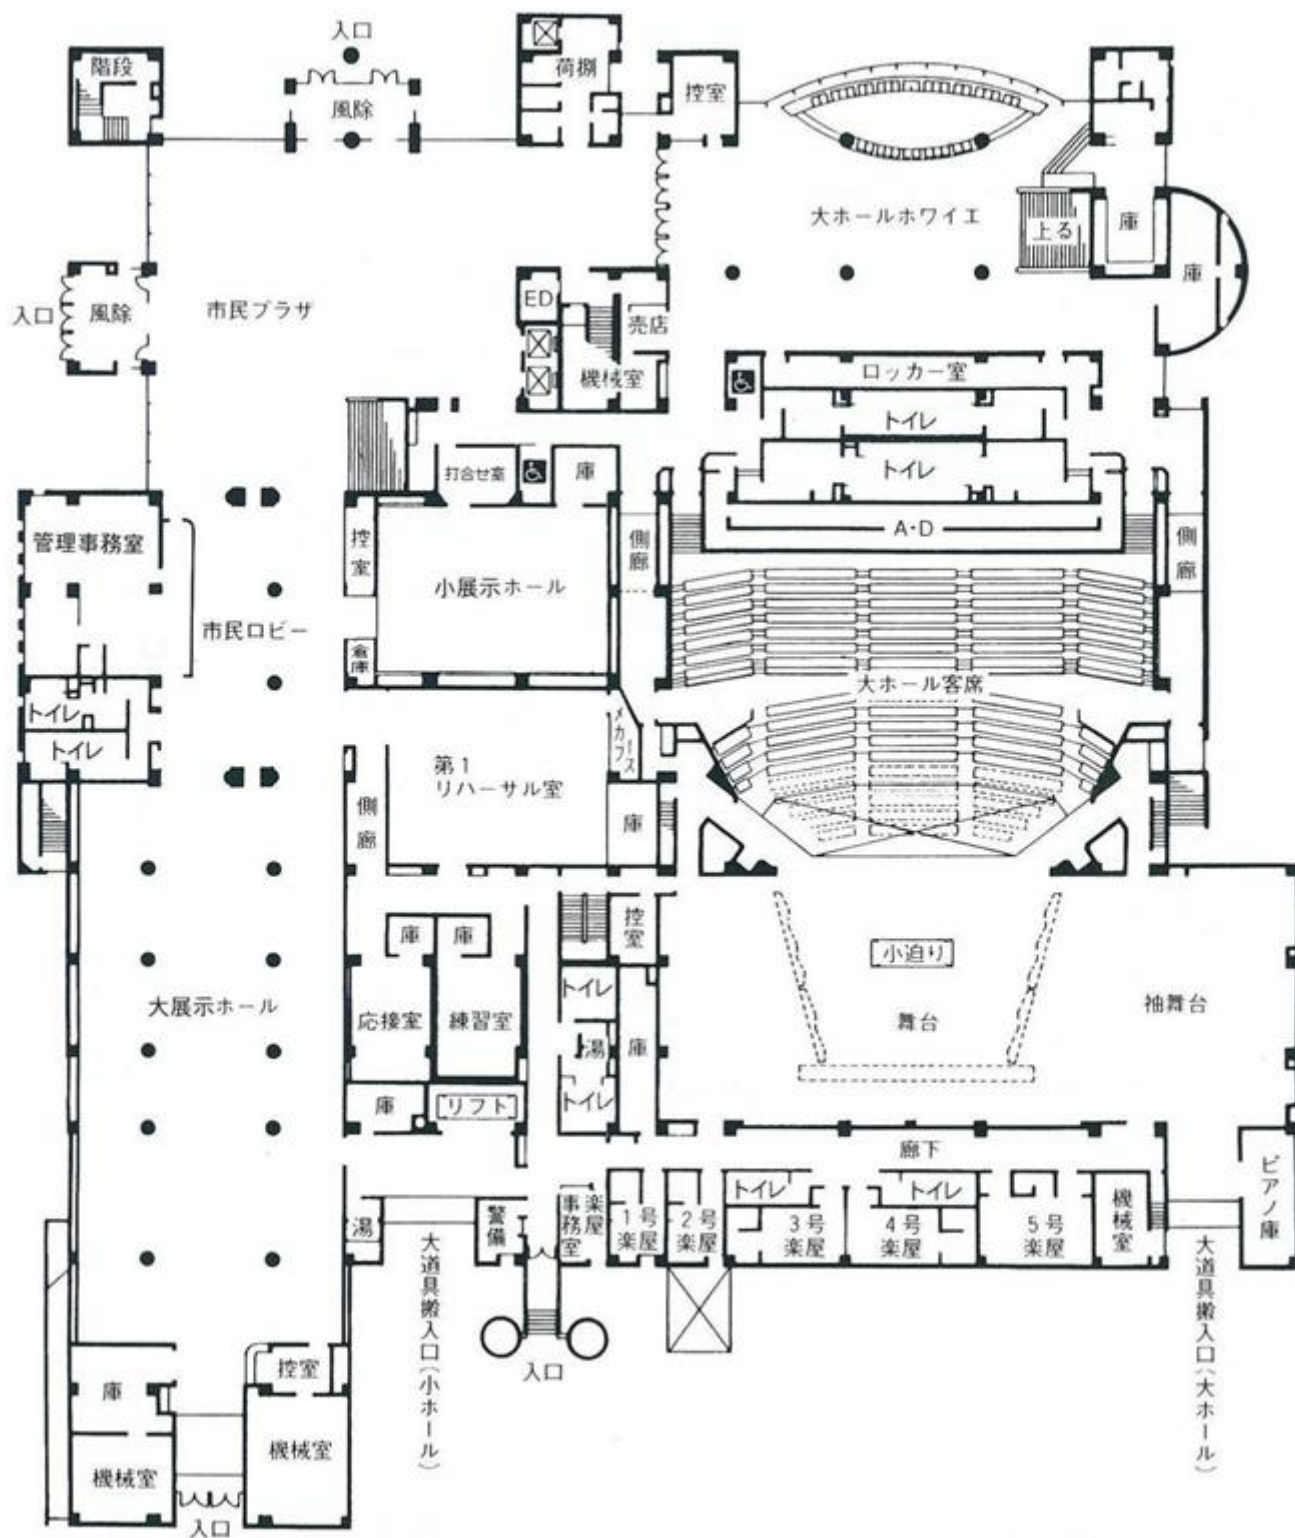 入口
階段
風除
荷捌
控室
大ホールホワイエ
上る
庫
庫
入口
風除
市民プラザ
ED
売店
機械室
ロッカー室
トイレ
トイレ
打合せ室
庫
A・D
管理事務室
控室
小展示ホール
側廊
側廊
市民ロビー
倉庫
大ホール客席
トイレ
トイレ
第1
リハーサル室
側廊
庫
控室
小迫り
庫
庫
大展示ホール
応接室
練習室
トイレ
湯
トイレ
庫
舞台
袖舞台
庫
リフト
廊下
ピアノ庫
湯
警備
楽屋
事務室
1号
楽屋
2号
楽屋
トイレ
3号
楽屋
トイレ
4号
楽屋
5号
楽屋
機械室
大道具搬入口(小ホール)
大道具搬入口(大ホール)
入口
控室
庫
機械室
機械室
入口